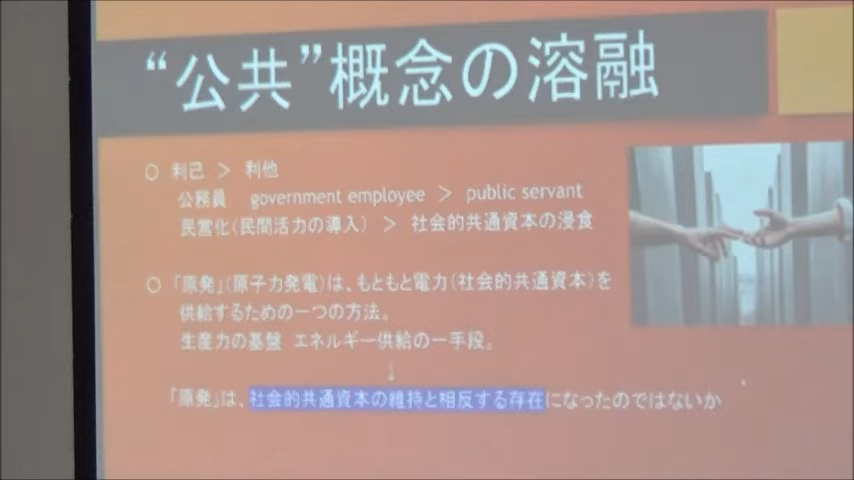 “公共”概念の溶融
○ 利己 ＞ 利他
公務員 government employee ＞ public servant
民営化（民間活力の導入） ＞ 社会的共通資本の浸食
○ 「原発」（原子力発電）は、もともと電力（社会的共通資本）を
供給するための一つの方法。
生産力の基盤 エネルギー供給の一手段。
↓
「原発」は、社会的共通資本の維持と相反する存在になったのではないか